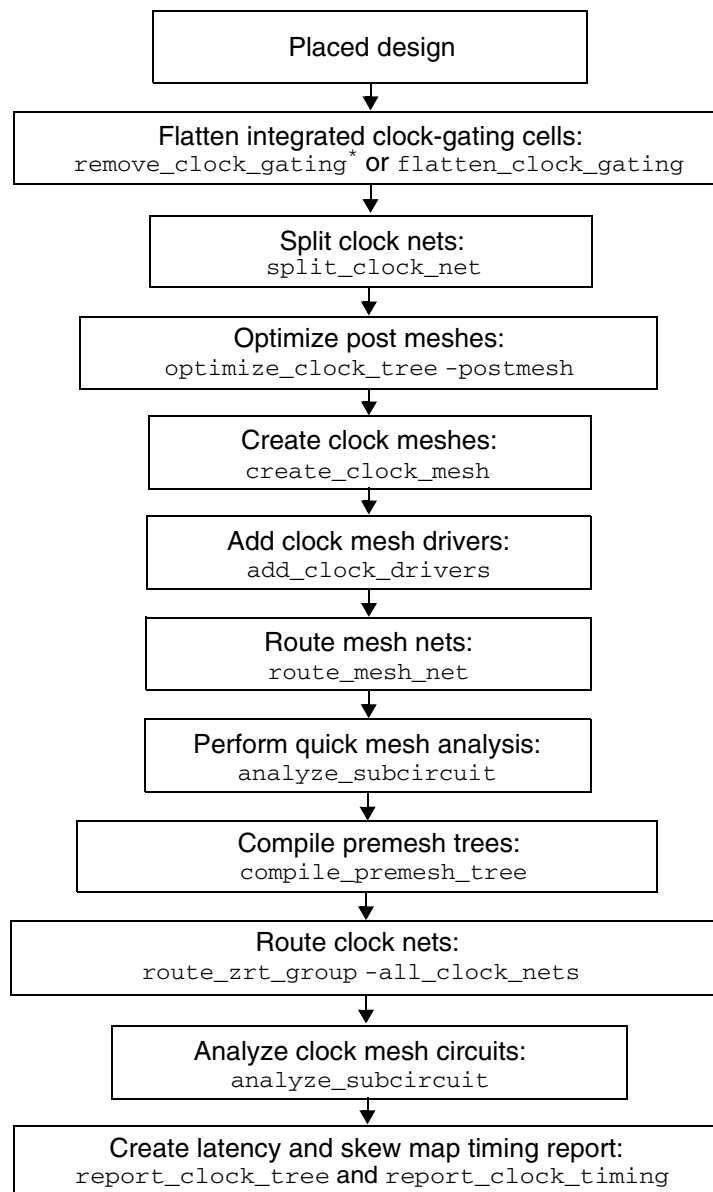 Placed design
Flatten integrated clock-gating cells:
remove_clock_gating* or flatten_clock_gating
Split clock nets:
split_clock_net
Optimize post meshes:
optimize_clock_tree -postmesh
Create clock meshes:
create_clock_mesh
Add clock mesh drivers:
add_clock_drivers
Route mesh nets:
route_mesh_net
Perform quick mesh analysis:
analyze_subcircuit
Compile premesh trees:
compile_premesh_tree
Route clock nets:
route_zrt_group -all_clock_nets
Analyze clock mesh circuits:
analyze_subcircuit
Create latency and skew map timing report:
report_clock_tree and report_clock_timing